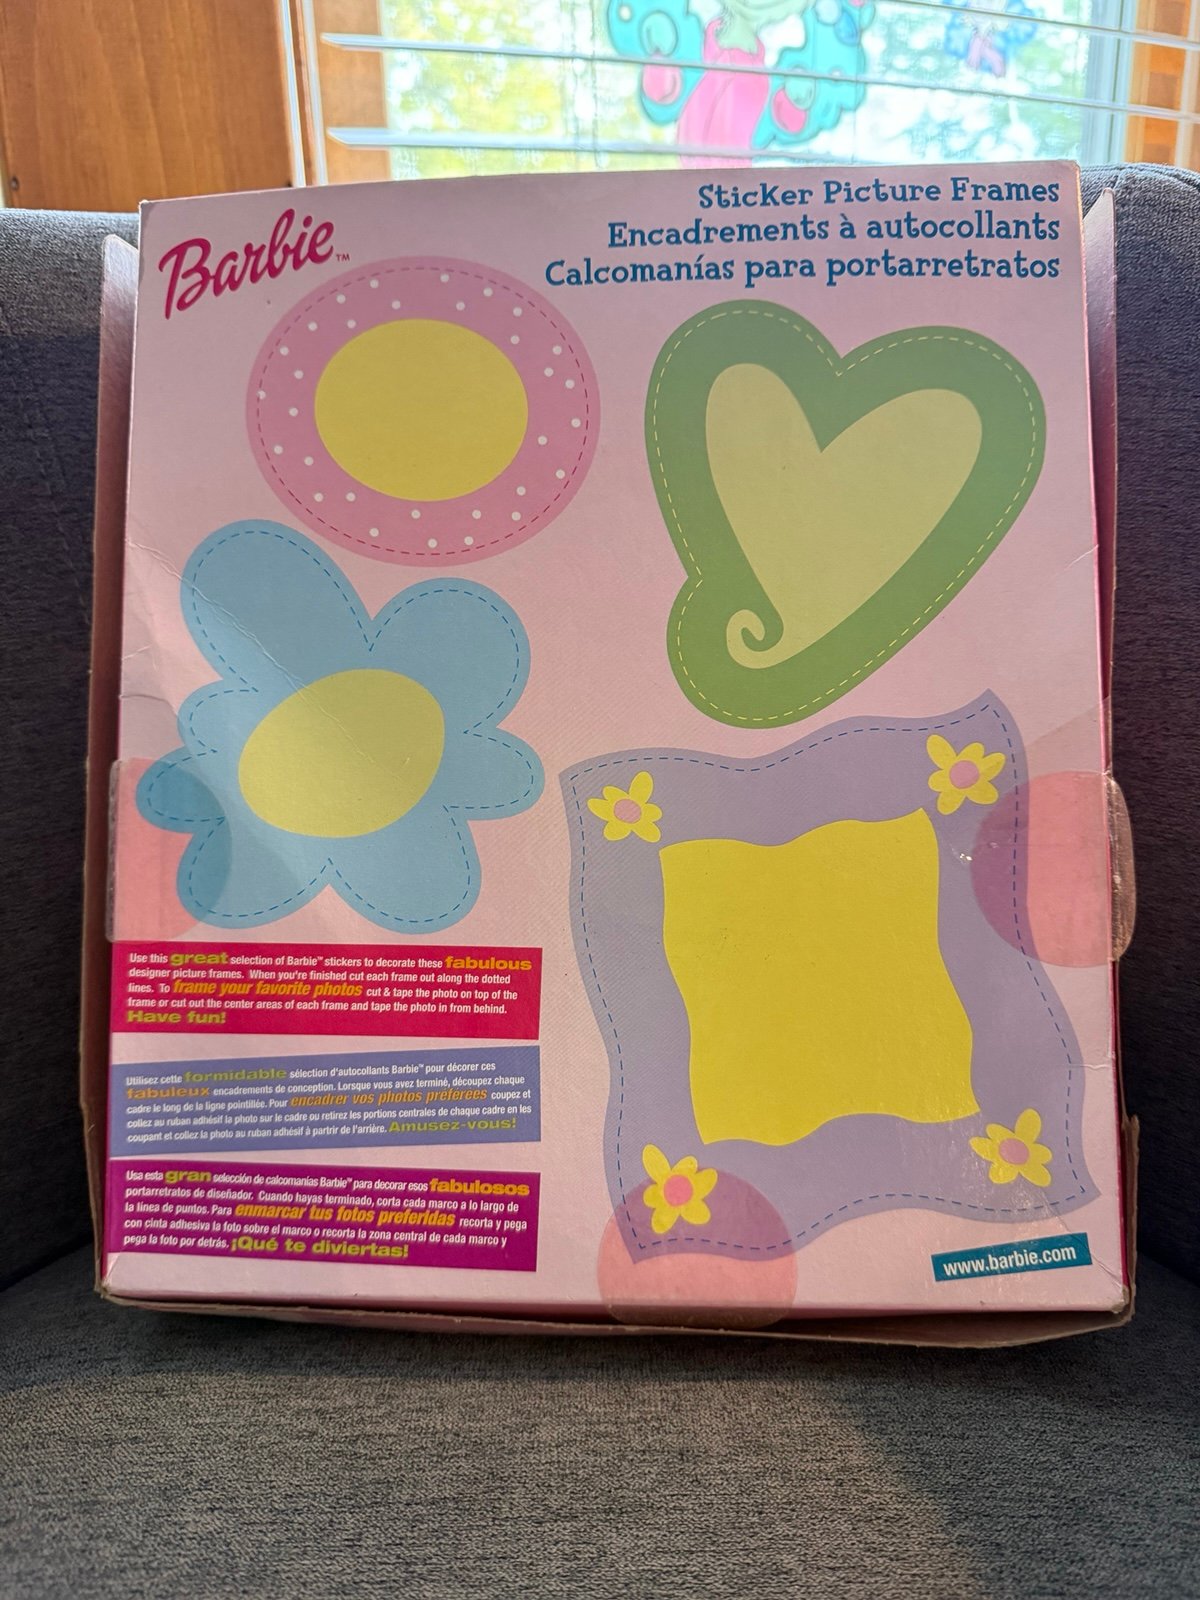 Barbie™
Sticker Picture Frames
Encadrements à autocollants
Calcomanías para portarretratos
Use this great selection of Barbie™ stickers to decorate these fabulous
designer picture frames. When you're finished cut each frame out along the dotted
lines. To frame your favorite photos cut & tape the photo on top of the
frame or cut out the center areas of each frame and tape the photo in from behind.
Have fun!
Utilisez cette formidable sélection d'autocollants Barbie™ pour décorer ces
fabuleux encadrements de conception. Lorsque vous avez terminé, découpez chaque
cadre le long de la ligne pointillée. Pour encadrer vos photos préférées coupez et
collez au ruban adhésif la photo sur le cadre ou retirez les portions centrales de chaque cadre en les
coupant et collez la photo au ruban adhésif à partrir de l'arrière. Amusez-vous!
Usa esta gran selección de calcomanías Barbie™ para decorar esos fabulosos
portarretratos de diseñador. Cuando hayas terminado, corta cada marco a lo largo de
la línea de puntos. Para enmarcar tus fotos preferidas recorta y pega
con cinta adhesiva la foto sobre el marco o recorta la zona central de cada marco y
pega la foto por detrás. ¡Qué te diviertas!
www.barbie.com